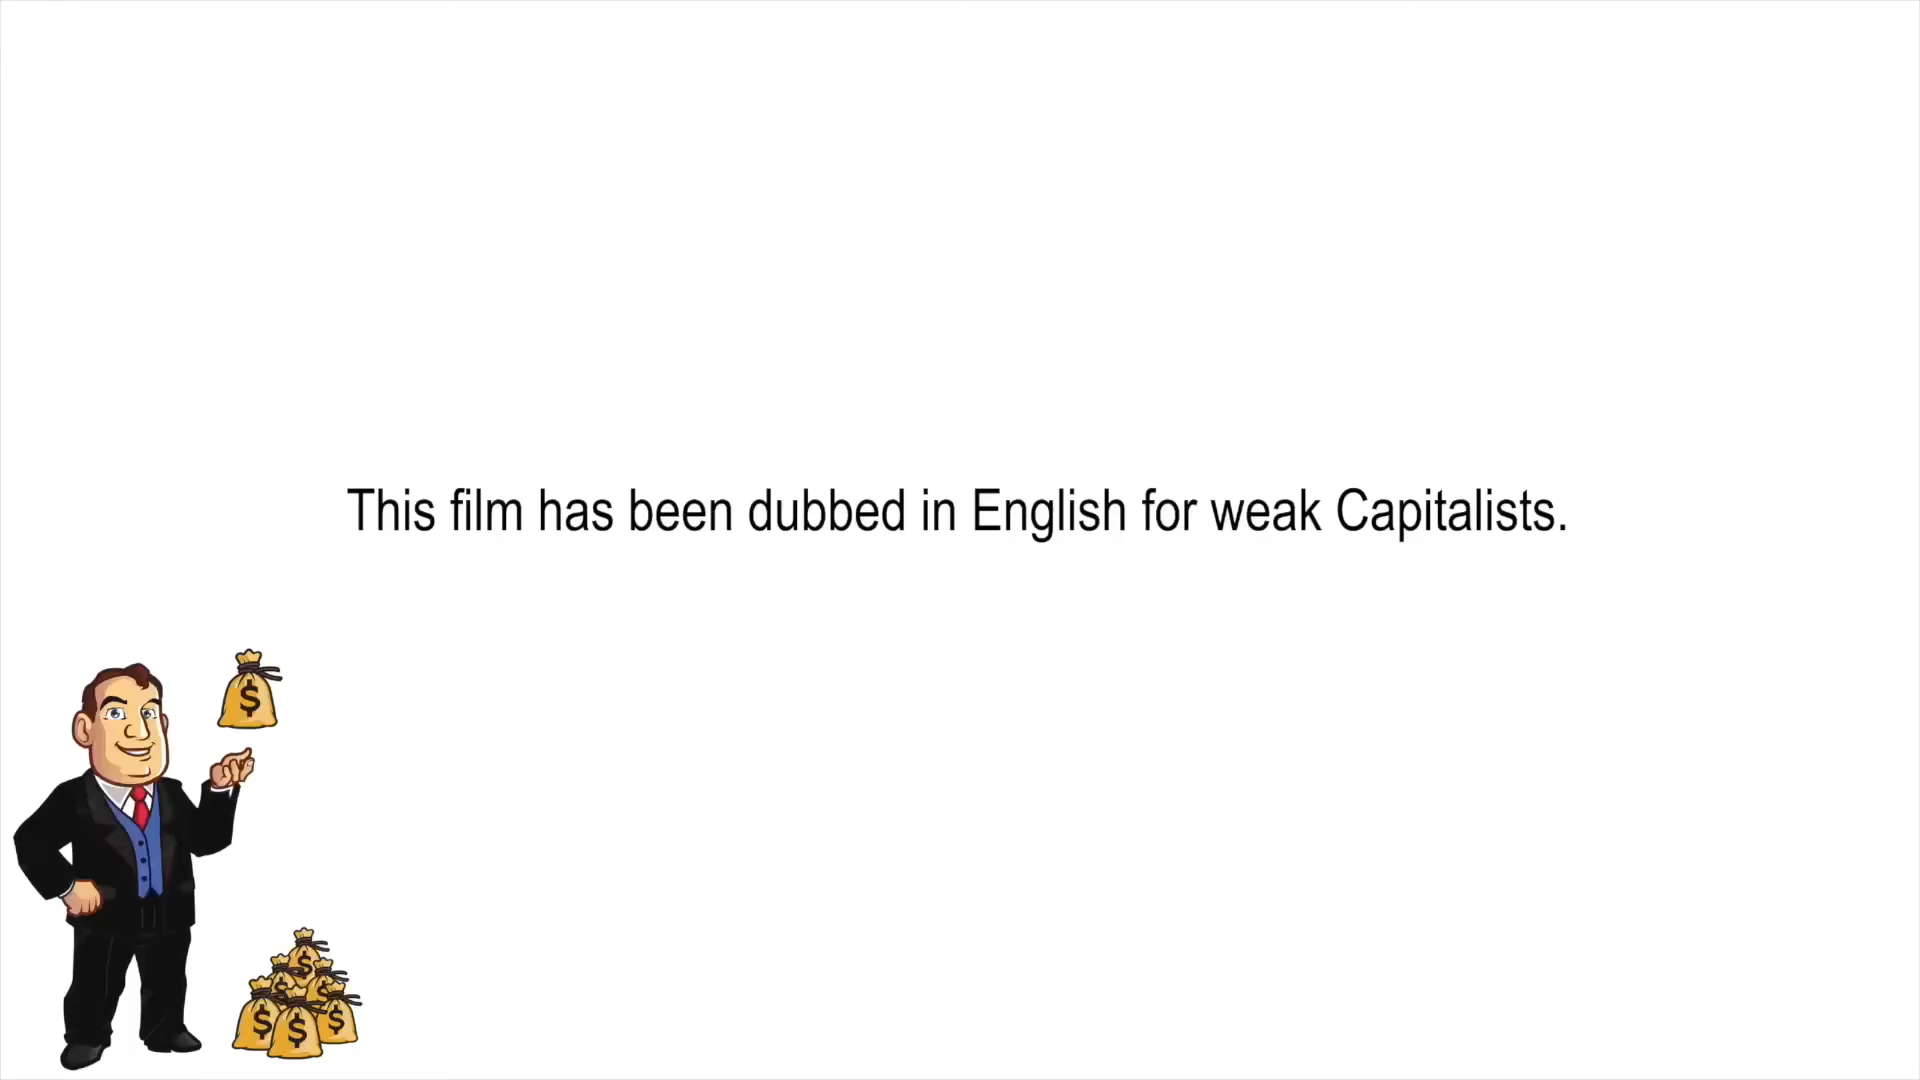 This film has been dubbed in English for weak Capitalists.
$
$
$ $
$ $ $